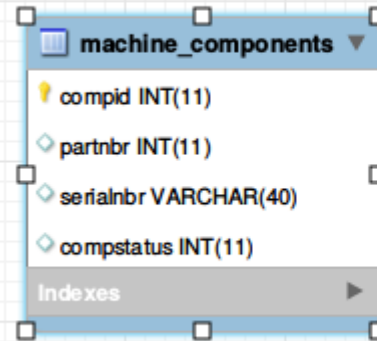 machine_components
compid INT(11)
partnbr INT(11)
serialnbr VARCHAR(40)
compstatus INT(11)
Indexes